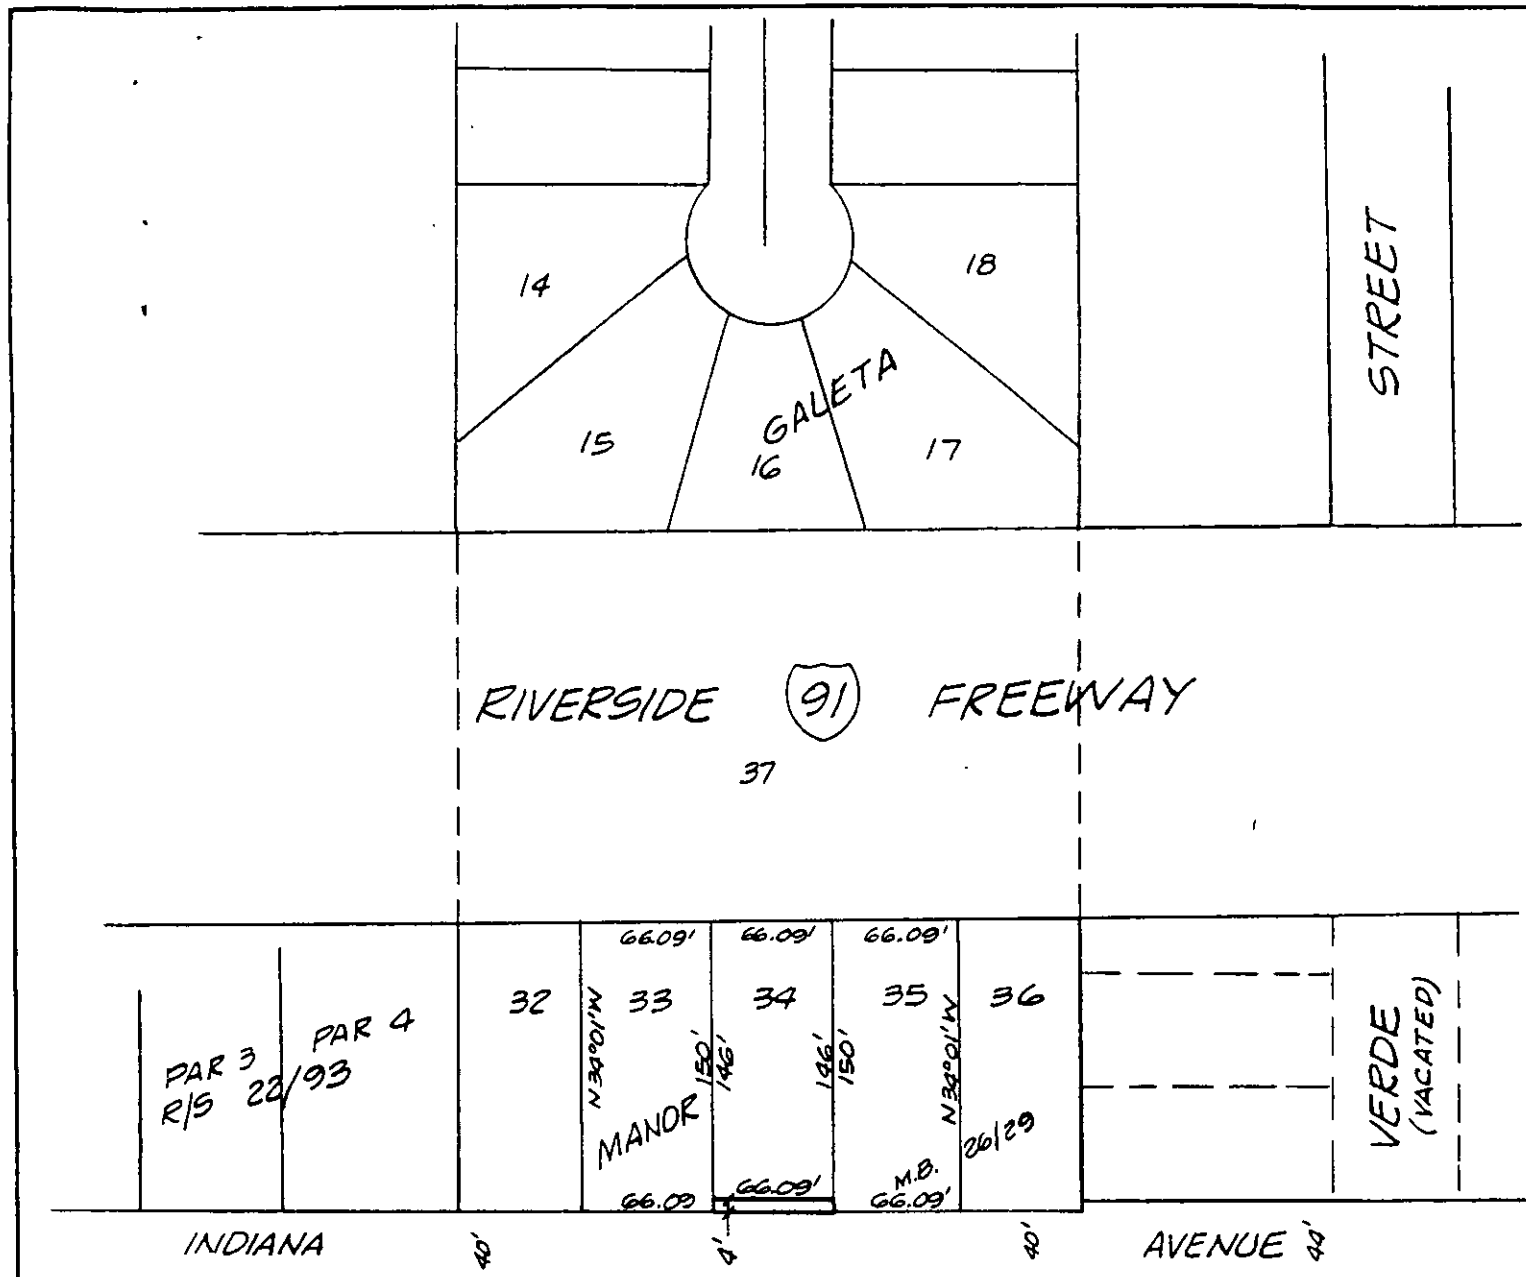 14
18
STREET
GALETA
15
16
17
RIVERSIDE 91 FREEWAY
37
66.09' 66.09' 66.09'
32 33 34 35 36
N34°01'W
150'
146'
146'
150'
N34°01'W
PAR 3
PAR 4
R/S 22/93
MANOR
M.B. 26/29
66.09 66.09' 66.09'
VERDE
(VACATED)
INDIANA 40' 4' 40' AVENUE 44'